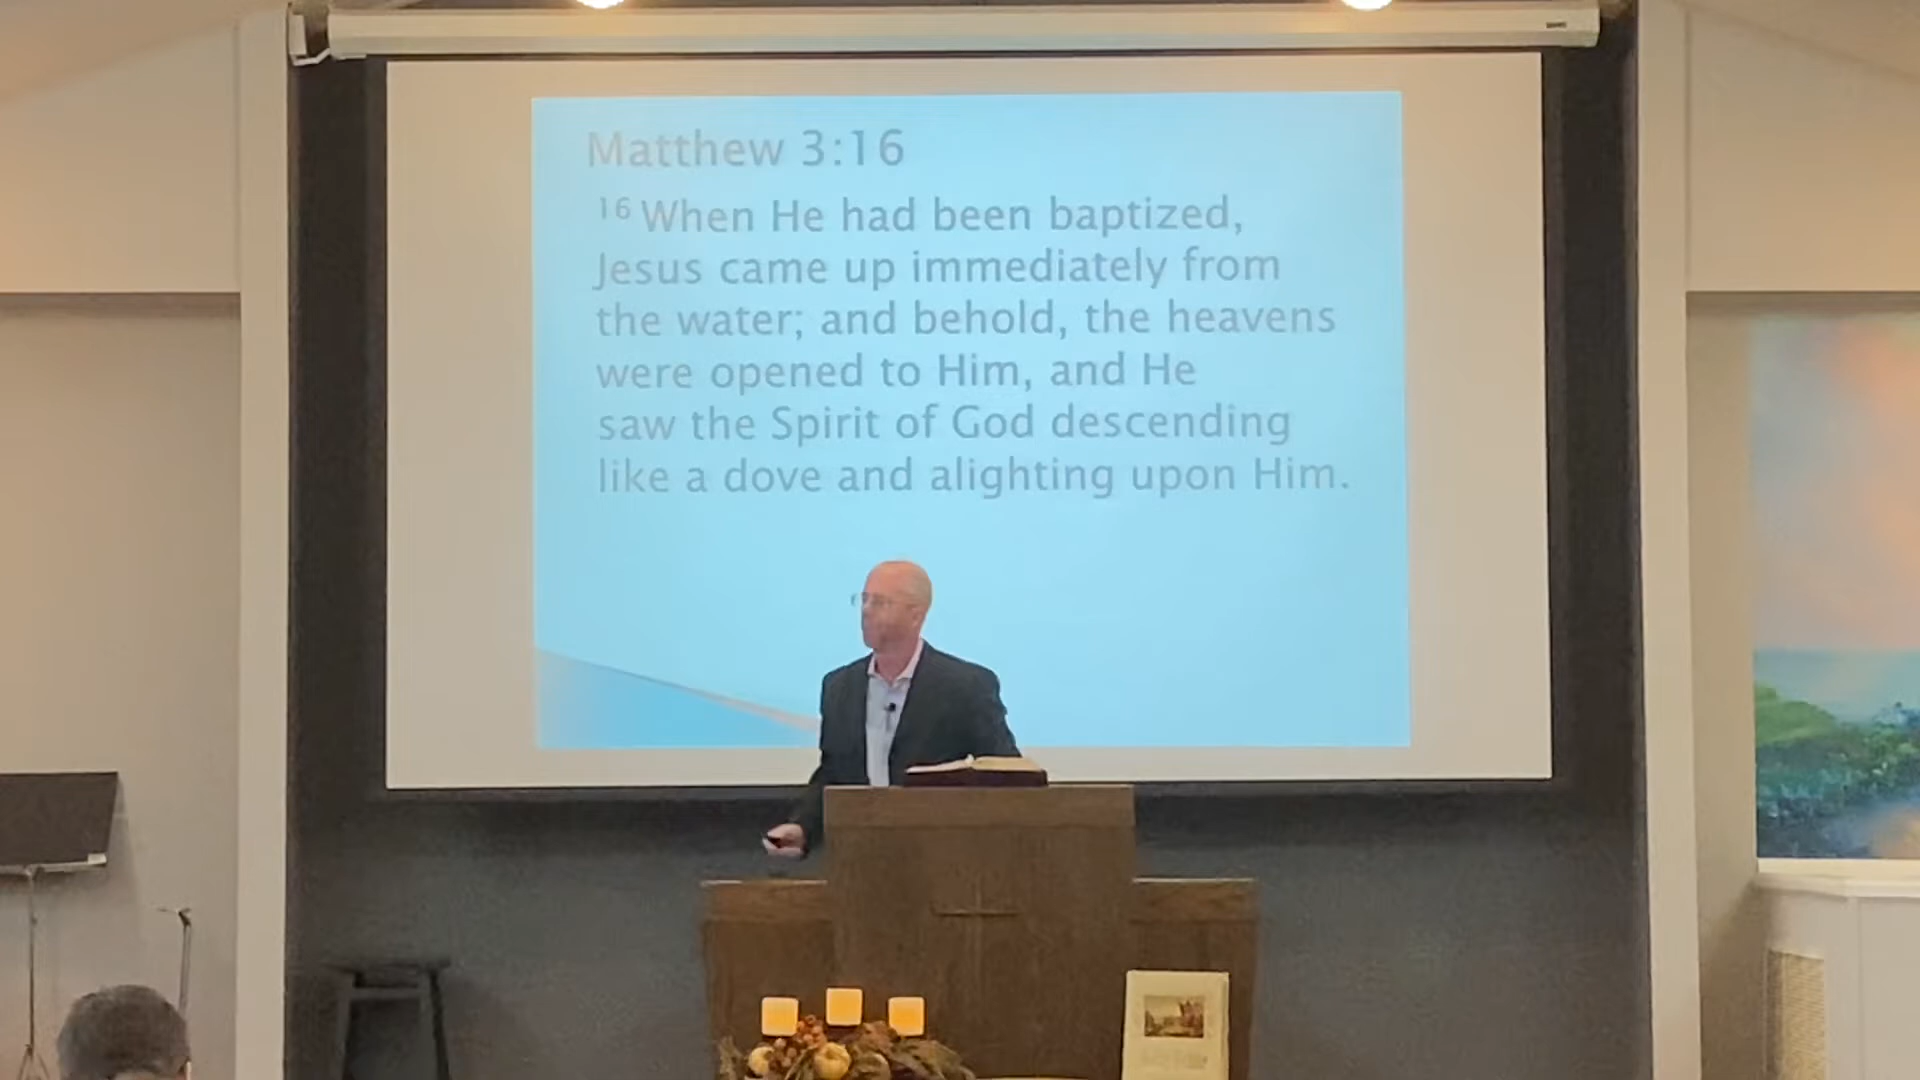 Matthew 3:16
16 When He had been baptized,
Jesus came up immediately from
the water; and behold, the heavens
were opened to Him, and He
saw the Spirit of God descending
like a dove and alighting upon Him.